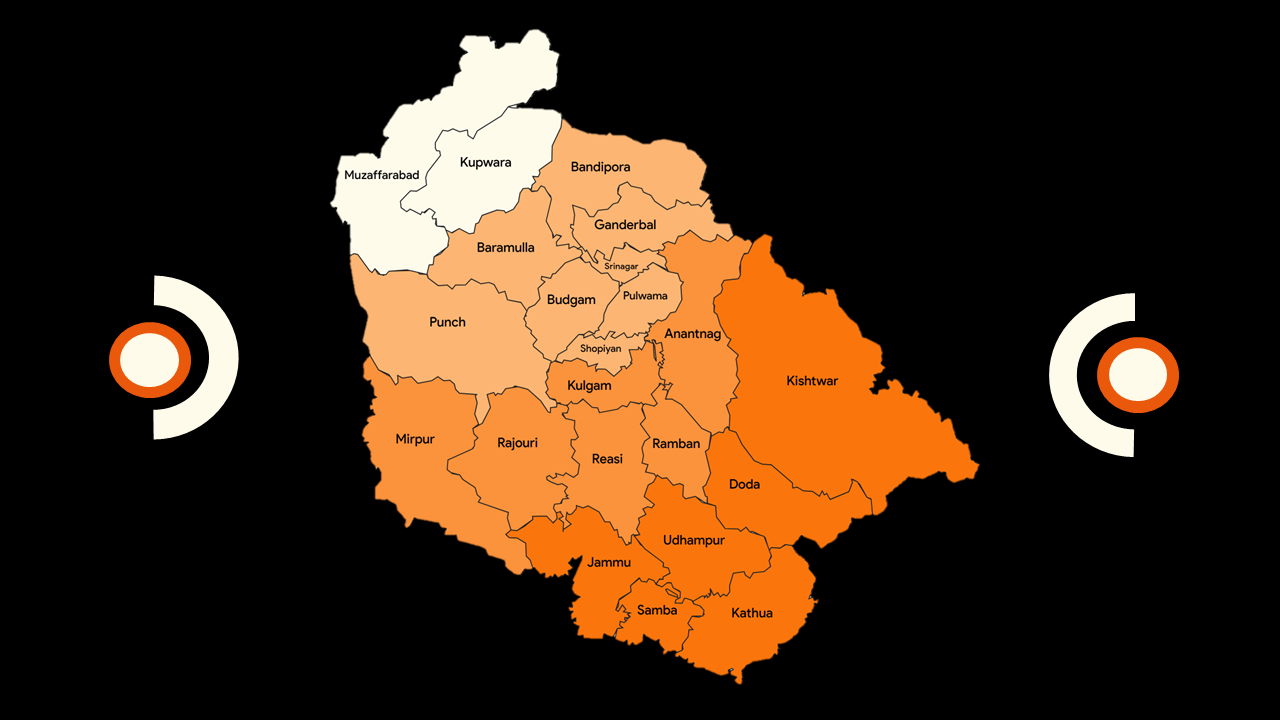 Kupwara
Muzaffarabad
Bandipora
Ganderbal
Baramulla
Srinagar
Budgam
Pulwama
Punch
Anantnag
Shopiyan
Kulgam
Kishtwar
Mirpur
Rajouri
Ramban
Reasi
Doda
Udhampur
Jammu
Samba
Kathua